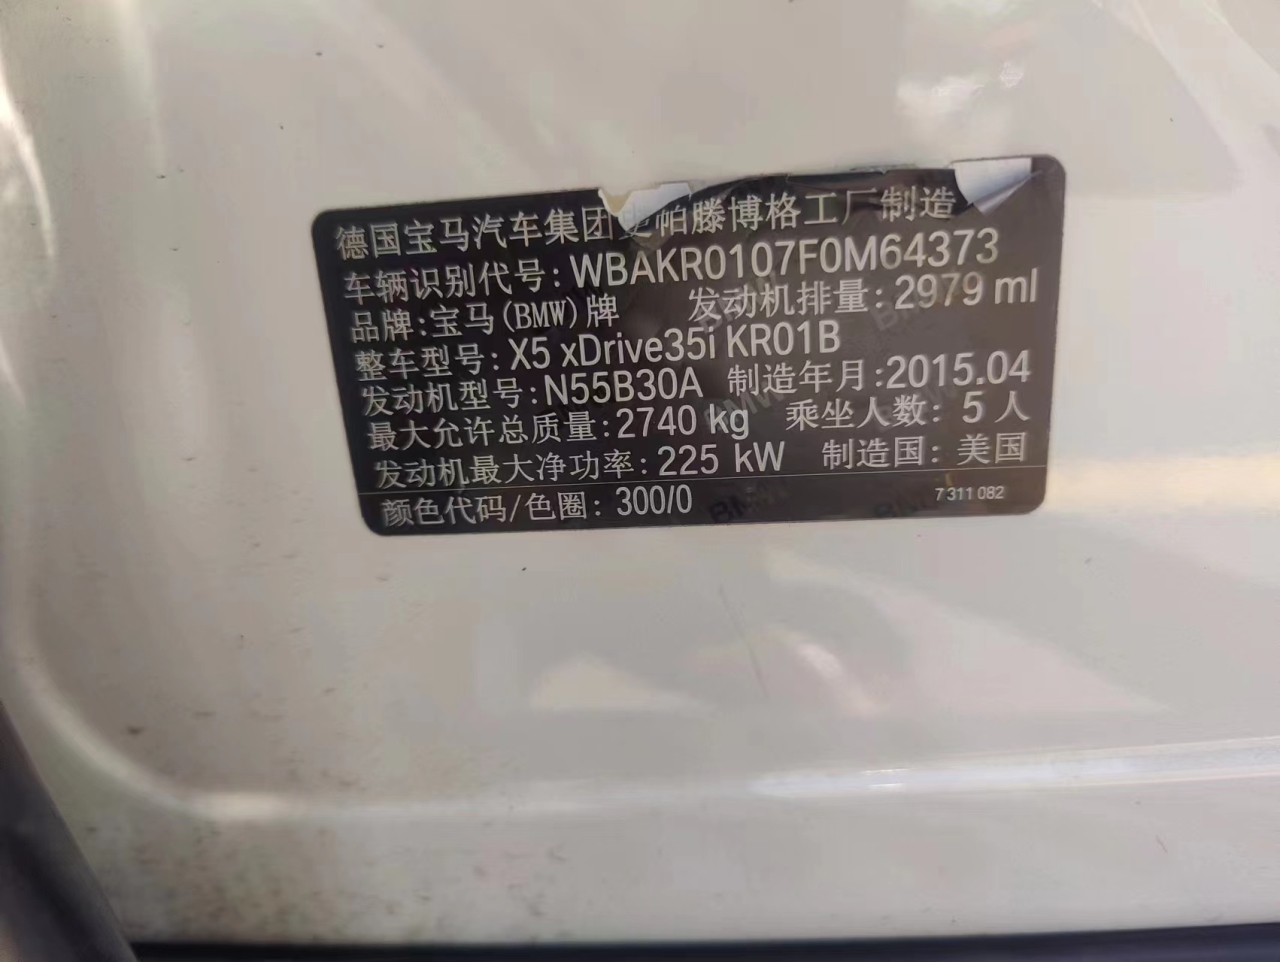 德国宝马汽车集团史帕滕博格工厂制造
车辆识别代号: WBAKR0107F0M64373
品牌:宝马(BMW)牌 发动机排量: 2979 ml
整车型号: X5 xDrive35i KR01B
发动机型号: N55B30A 制造年月:2015.04
最大允许总质量:2740 kg 乘坐人数: 5 人
发动机最大净功率: 225 kW 制造国: 美国
颜色代码/色圈: 300/0 7 311 082